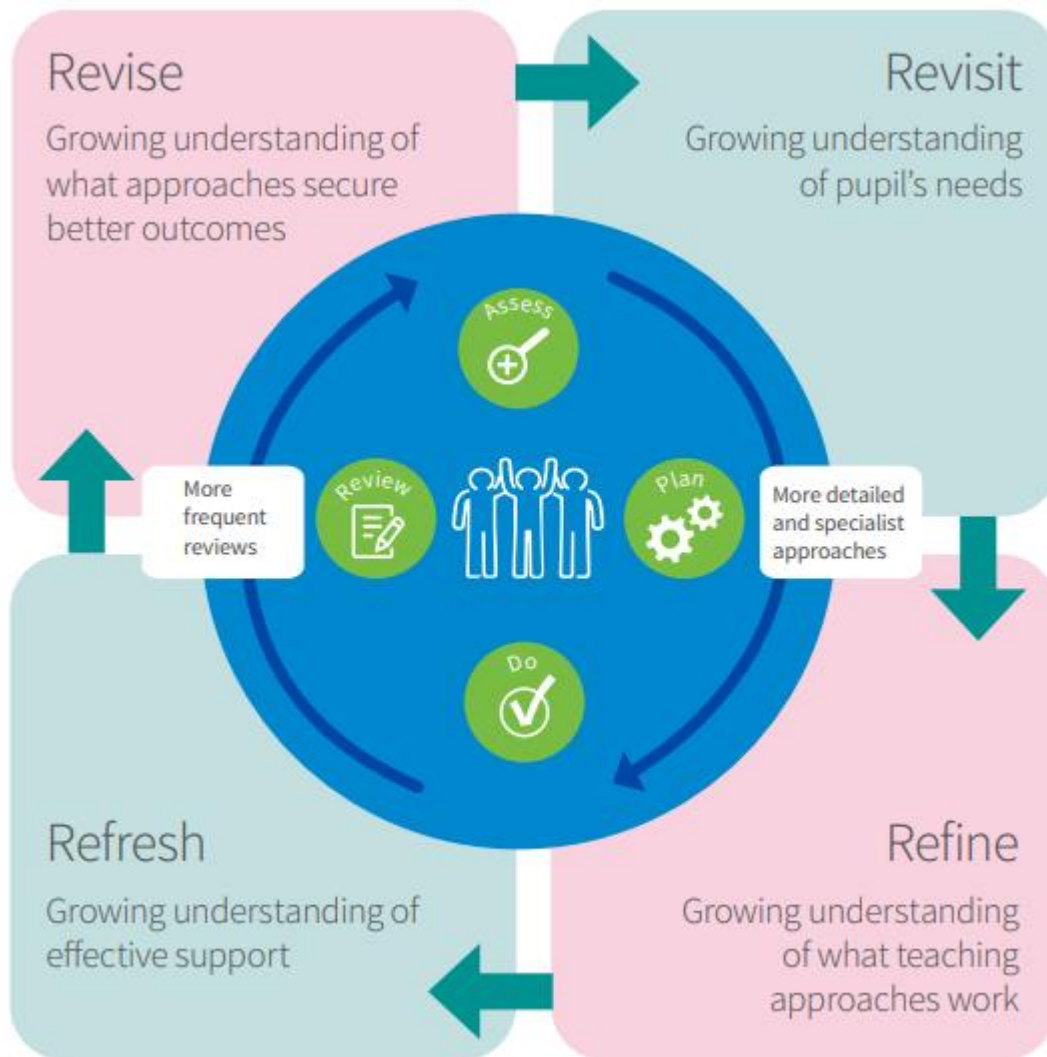 Revise
Growing understanding of
what approaches secure
better outcomes
Revisit
Growing understanding
of pupil's needs
Assess
Review
Plan
Do
More
frequent
reviews
More detailed
and specialist
approaches
Refresh
Growing understanding of
effective support
Refine
Growing understanding
of what teaching
approaches work